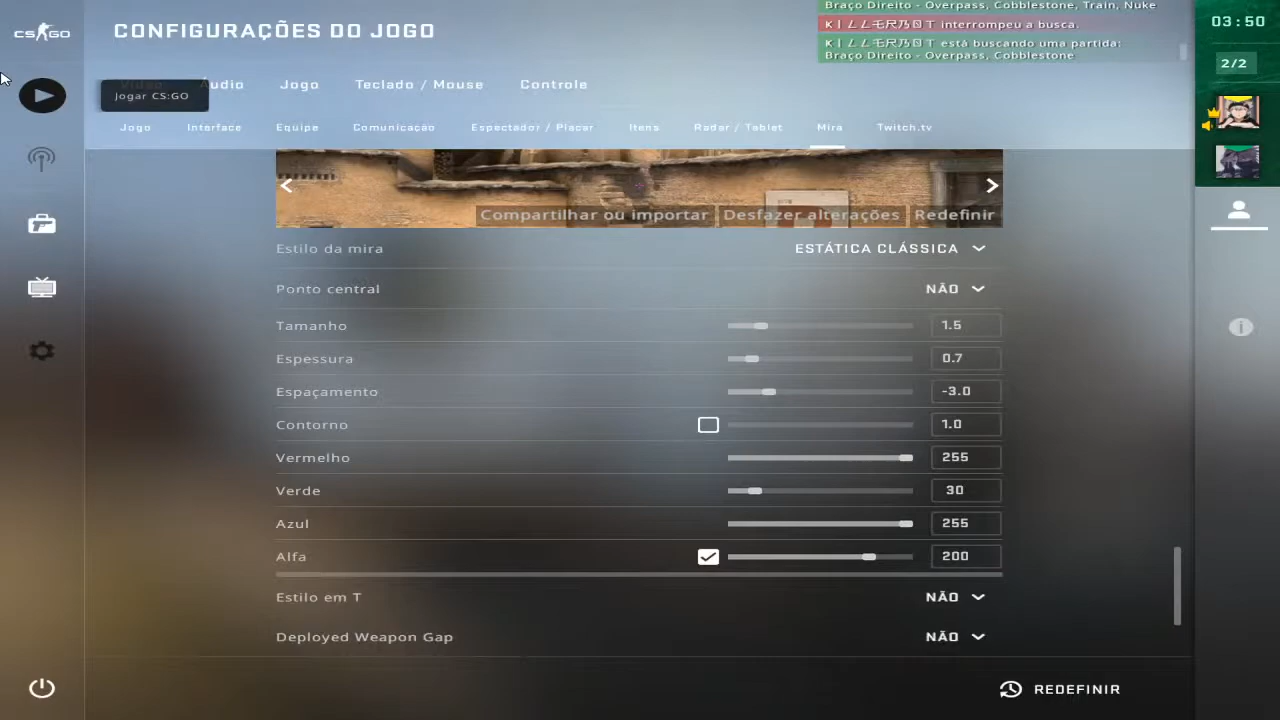 CS:GO
CONFIGURAÇÕES DO JOGO
Braço Direito - Overpass, Cobblestone, Train, Nuke
interrompeu a busca.
está buscando uma partida:
Braço Direito - Overpass, Cobblestone
03:50
2/2
Vídeo
Áudio
Jogo
Teclado / Mouse
Controle
Jogar CS:GO
Jogo
Interface
Equipe
Comunicação
Espectador / Placar
Itens
Radar / Tablet
Mira
Twitch.tv
Compartilhar ou importar
Desfazer alterações
Redefinir
Estilo da mira
ESTÁTICA CLÁSSICA
Ponto central
NÃO
Tamanho
1.5
Espessura
0.7
Espaçamento
-3.0
Contorno
1.0
Vermelho
255
Verde
30
Azul
255
Alfa
200
Estilo em T
NÃO
Deployed Weapon Gap
NÃO
REDEFINIR